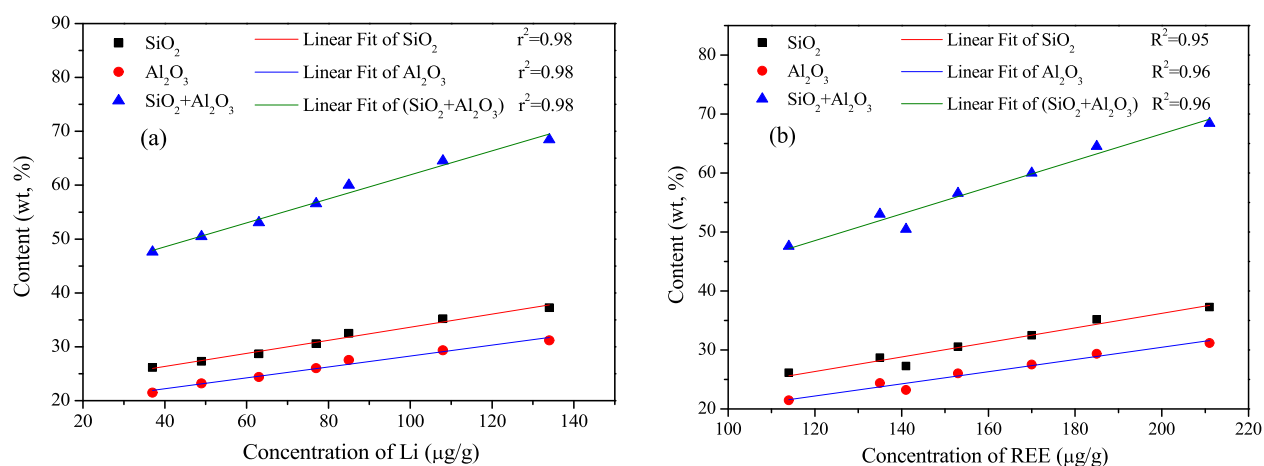 90
80
70
60
50
40
30
20
Content (wt, %)
SiO₂ Linear Fit of SiO₂ r²=0.98
Al₂O₃ Linear Fit of Al₂O₃ r²=0.98
SiO₂+Al₂O₃ Linear Fit of (SiO₂+Al₂O₃) r²=0.98
(a)
20 40 60 80 100 120 140
Concentration of Li (μg/g)
85
80
70
60
50
40
30
20
Content (wt, %)
SiO₂ Linear Fit of SiO₂ R²=0.95
Al₂O₃ Linear Fit of Al₂O₃ R²=0.96
SiO₂+Al₂O₃ Linear Fit of (SiO₂+Al₂O₃) R²=0.96
(b)
100 120 140 160 180 200 220
Concentration of REE (μg/g)